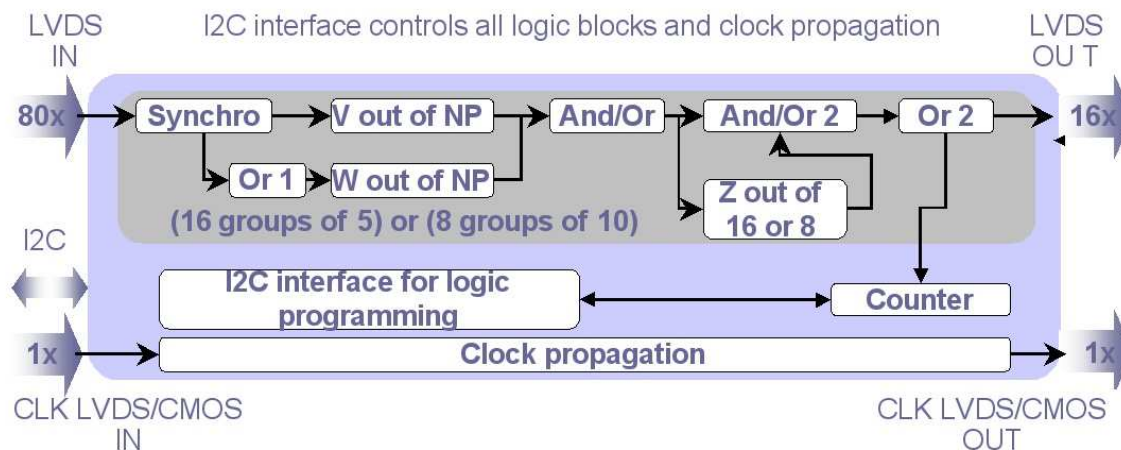 LVDS
IN
I2C interface controls all logic blocks and clock propagation
LVDS
OU T
80x
Synchro
V out of NP
And/Or
And/Or 2
Or 2
16x
Or 1
W out of NP
Z out of
16 or 8
(16 groups of 5) or (8 groups of 10)
I2C
I2C interface for logic
programming
Counter
1x
Clock propagation
1x
CLK LVDS/CMOS
IN
CLK LVDS/CMOS
OUT